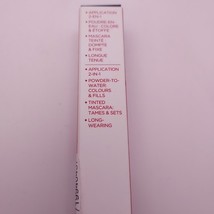 • APPLICATION
2-EN-1
• POUDRE-EN-
EAU : COLORE
& ÉTOFFE
• MASCARA
TEINTÉ
DOMPTE
& FIXE
• LONGUE
TENUE
• APPLICATION
2-IN-1
• POWDER-TO-
WATER
COLOURS
& FILLS
• TINTED
MASCARA:
TAMES & SETS
• LONG-
WEARING